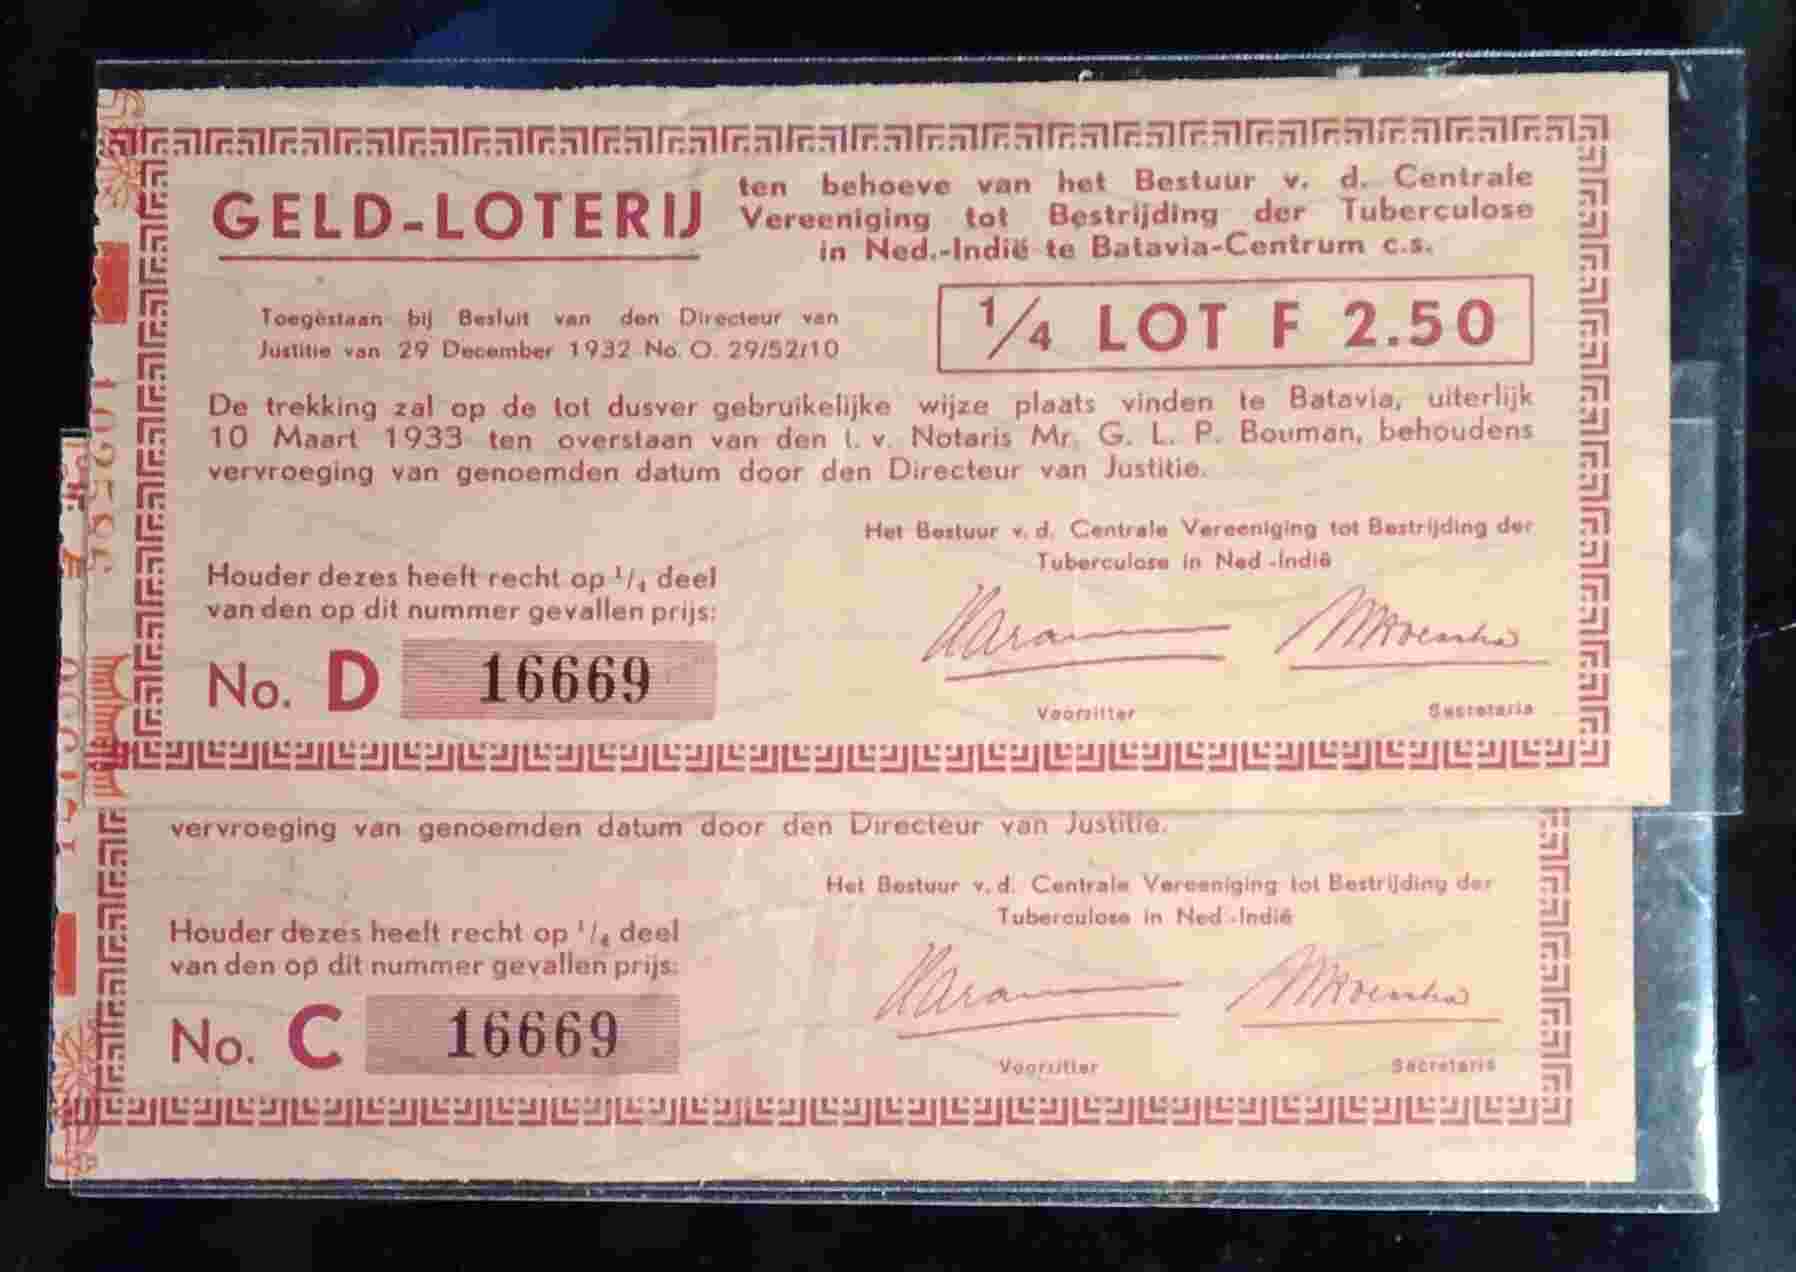 GELD-LOTERIJ
ten behoeve van het Bestuur v. d. Centrale
Vereeniging tot Bestrijding der Tuberculose
in Ned.-Indië te Batavia-Centrum c.s.
Toegestaan bij Besluit van den Directeur van
Justitie van 29 December 1932 No. O. 29/52/10
1/4 LOT F 2.50
De trekking zal op de tot dusver gebruikelijke wijze plaats vinden te Batavia, uiterlijk
10 Maart 1933 ten overstaan van den l. v. Notaris Mr. G. L. P. Bouman, behoudens
vervroeging van genoemden datum door den Directeur van Justitie.
Het Bestuur v. d. Centrale Vereeniging tot Bestrijding der
Tuberculose in Ned.-Indië
Houder dezes heeft recht op 1/4 deel
van den op dit nummer gevallen prijs:
No. D 16669
Voorzitter
Secretaris
vervroeging van genoemden datum door den Directeur van Justitie.
Het Bestuur v. d. Centrale Vereeniging tot Bestrijding der
Tuberculose in Ned.-Indië
Houder dezes heeft recht op 1/4 deel
van den op dit nummer gevallen prijs:
No. C 16669
Voorzitter
Secretaris